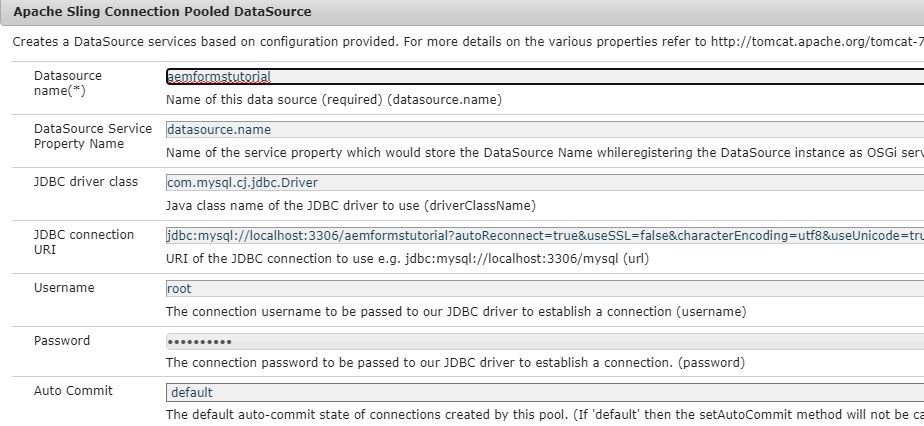 Apache Sling Connection Pooled DataSource
Creates a DataSource services based on configuration provided. For more details on the various properties refer to http://tomcat.apache.org/tomcat-7
Datasource name(*)
aemformstutorial
Name of this data source (required) (datasource.name)
DataSource Service Property Name
datasource.name
Name of the service property which would store the DataSource Name whileregistering the DataSource instance as OSGi serv
JDBC driver class
com.mysql.cj.jdbc.Driver
Java class name of the JDBC driver to use (driverClassName)
JDBC connection URI
jdbc:mysql://localhost:3306/aemformstutorial?autoReconnect=true&useSSL=false&characterEncoding=utf8&useUnicode=tru
URI of the JDBC connection to use e.g. jdbc:mysql://localhost:3306/mysql (url)
Username
root
The connection username to be passed to our JDBC driver to establish a connection (username)
Password
••••••••••
The connection password to be passed to our JDBC driver to establish a connection. (password)
Auto Commit
default
The default auto-commit state of connections created by this pool. (If 'default' then the setAutoCommit method will not be ca